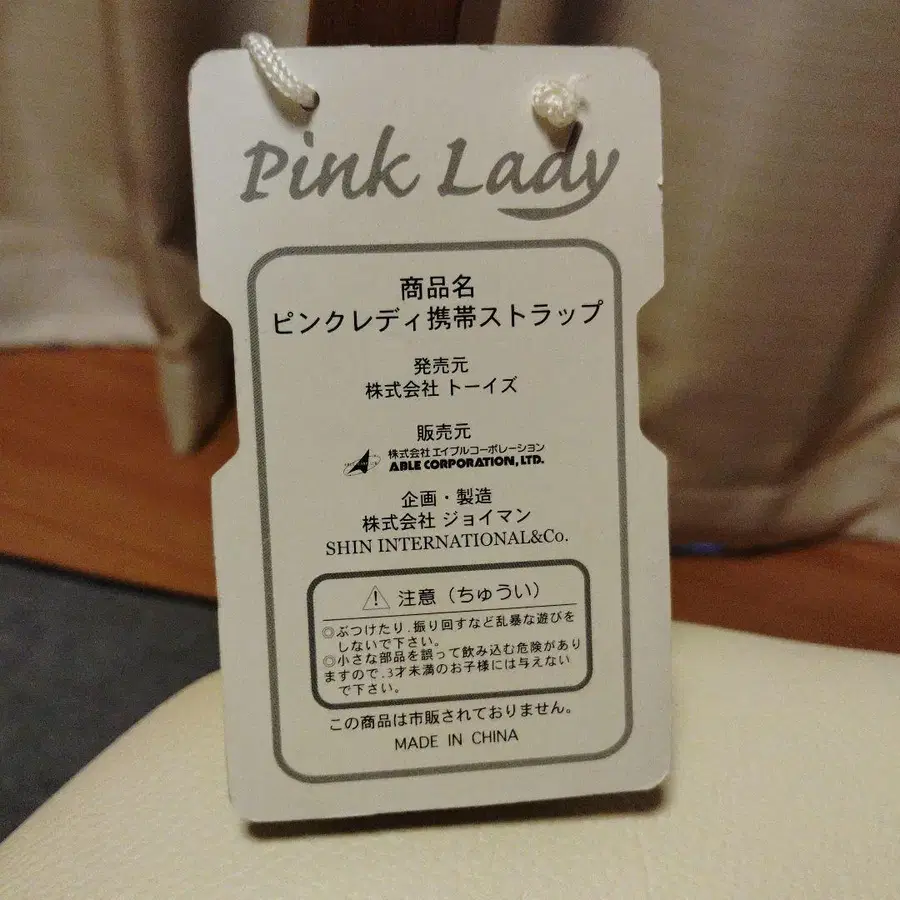 Pink Lady
商品名
ピンクレディ携帯ストラップ
発売元
株式会社 トーイズ
販売元
株式会社 エイブルコーポレーション
ABLE CORPORATION, LTD.
企画・製造
株式会社 ジョイマン
SHIN INTERNATIONAL&Co.
注意（ちゅうい）
◎ぶつけたり.振り回すなど乱暴な遊びを
しないで下さい。
◎小さな部品を誤って飲み込む危険があり
ますので.3才未満のお子様には与えない
で下さい。
この商品は市販されておりません。
MADE IN CHINA